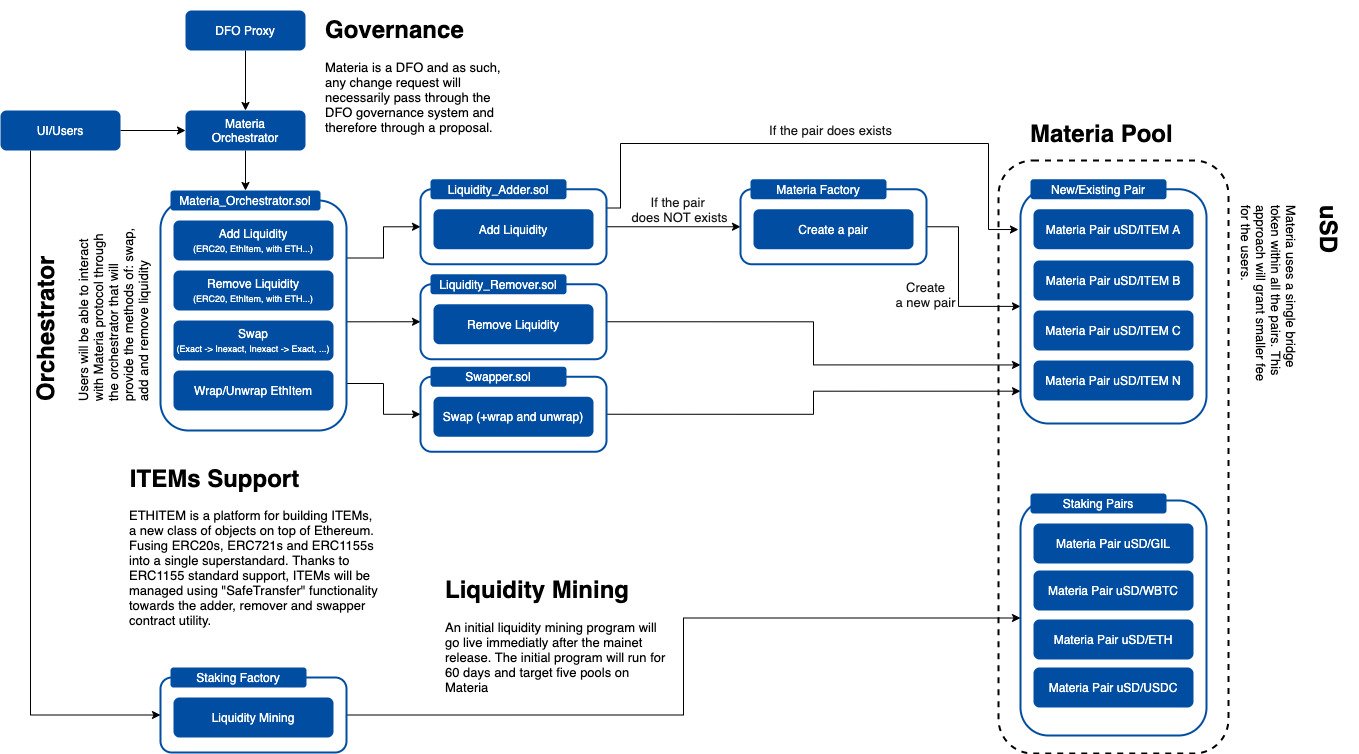 DFO Proxy
Governance
Materia is a DFO and as such,
any change request will
necessarily pass through the
DFO governance system and
therefore through a proposal.
UI/Users
Materia
Orchestrator
Orchestrator
Users will be able to interact
with Materia protocol through
the orchestrator that will
provide the methods of: swap,
add and remove liquidity
Materia_Orchestrator.sol
Add Liquidity
(ERC20, EthItem, with ETH...)
Remove Liquidity
(ERC20, EthItem, with ETH...)
Swap
(Exact -> Inexact, Inexact -> Exact, ...)
Wrap/Unwrap EthItem
Liquidity_Adder.sol
Add Liquidity
Liquidity_Remover.sol
Remove Liquidity
Swapper.sol
Swap (+wrap and unwrap)
If the pair does exists
If the pair
does NOT exists
Materia Factory
Create a pair
Create
a new pair
Materia Pool
New/Existing Pair
Materia Pair uSD/ITEM A
Materia Pair uSD/ITEM B
Materia Pair uSD/ITEM C
Materia Pair uSD/ITEM N
uSD
Materia uses a single bridge
token within all the pairs. This
approach will grant smaller fee
for the users.
ITEMs Support
ETHITEM is a platform for building ITEMs,
a new class of objects on top of Ethereum.
Fusing ERC20s, ERC721s and ERC1155s
into a single superstandard. Thanks to
ERC1155 standard support, ITEMs will be
managed using "SafeTransfer" functionality
towards the adder, remover and swapper
contract utility.
Liquidity Mining
An initial liquidity mining program will
go live immediatly after the mainet
release. The initial program will run for
60 days and target five pools on
Materia
Staking Factory
Liquidity Mining
Staking Pairs
Materia Pair uSD/GIL
Materia Pair uSD/WBTC
Materia Pair uSD/ETH
Materia Pair uSD/USDC